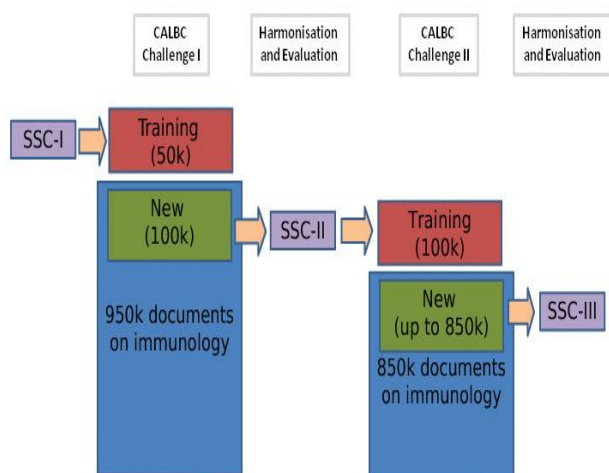 CALBC
Challenge I
Harmonisation
and Evaluation
CALBC
Challenge II
Harmonisation
and Evaluation
SSC-I
Training
(50k)
New
(100k)
950k documents
on immunology
SSC-II
Training
(100k)
New
(up to 850k)
850k documents
on immunology
SSC-III